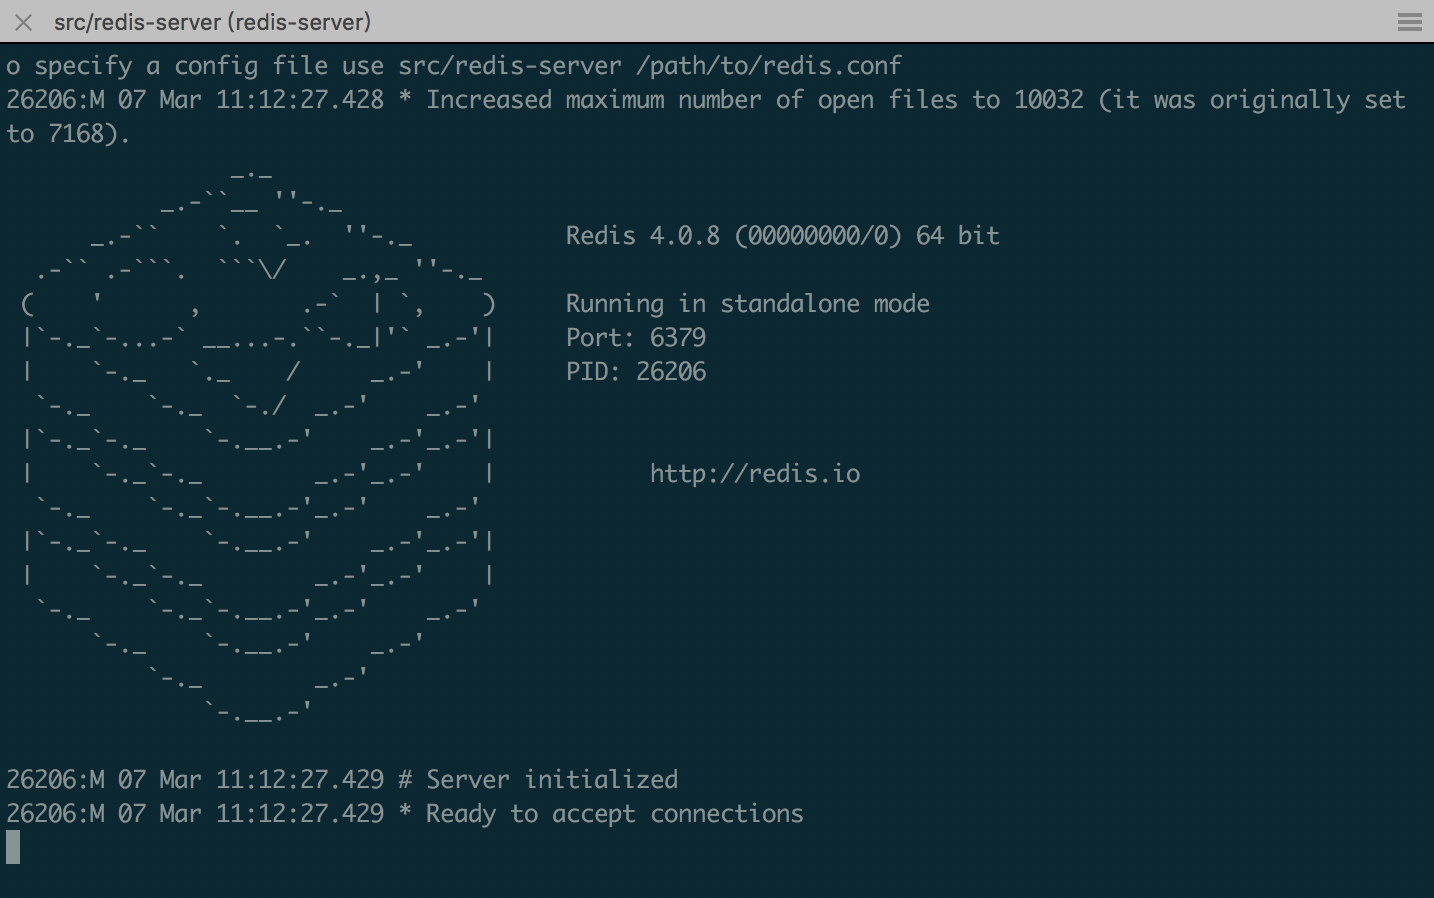 src/redis-server (redis-server)
o specify a config file use src/redis-server /path/to/redis.conf
26206:M 07 Mar 11:12:27.428 * Increased maximum number of open files to 10032 (it was originally set
to 7168).
Redis 4.0.8 (00000000/0) 64 bit
Running in standalone mode
Port: 6379
PID: 26206
http://redis.io
26206:M 07 Mar 11:12:27.429 # Server initialized
26206:M 07 Mar 11:12:27.429 * Ready to accept connections